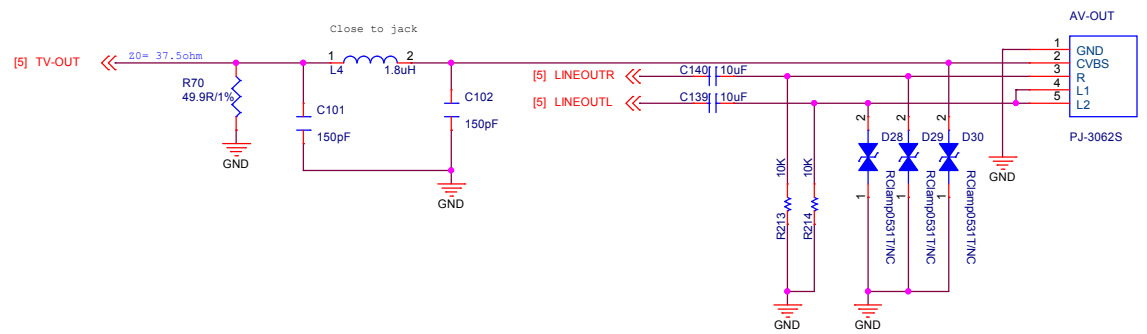 AV-OUT
Close to jack
[5] TV-OUT
Z0= 37.5ohm
1
2
L4
1.8uH
R70
49.9R/1%
C101
150pF
C102
150pF
GND
GND
[5] LINEOUTR
C140
10uF
[5] LINEOUTL
C139
10uF
1
GND
2
CVBS
3
R
4
L1
5
L2
PJ-3062S
10K
R213
10K
R214
2
D28
1
RClamp0531T/NC
2
D29
1
RClamp0531T/NC
2
D30
1
RClamp0531T/NC
GND
GND
GND